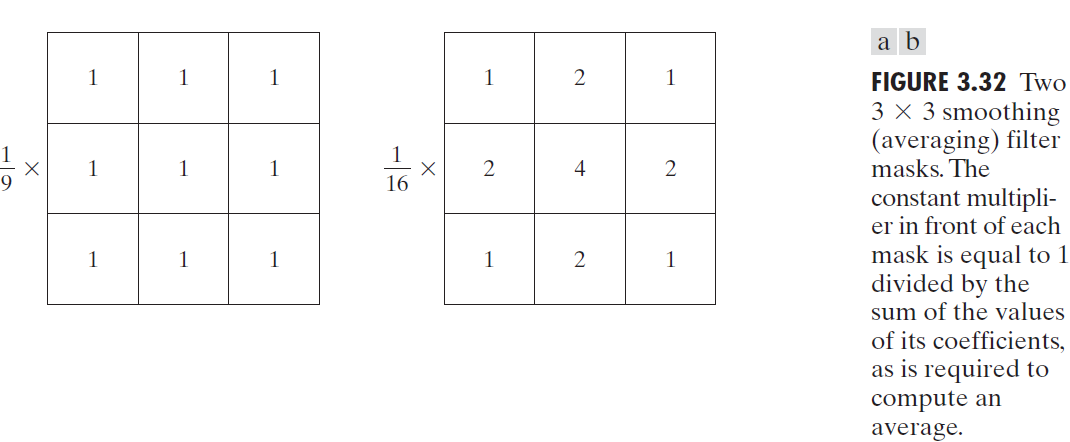 1 1 1
1/9 × 1 1 1
1 1 1
1 2 1
1/16 × 2 4 2
1 2 1
a b
FIGURE 3.32 Two
3 × 3 smoothing
(averaging) filter
masks. The
constant multipli-
er in front of each
mask is equal to 1
divided by the
sum of the values
of its coefficients,
as is required to
compute an
average.